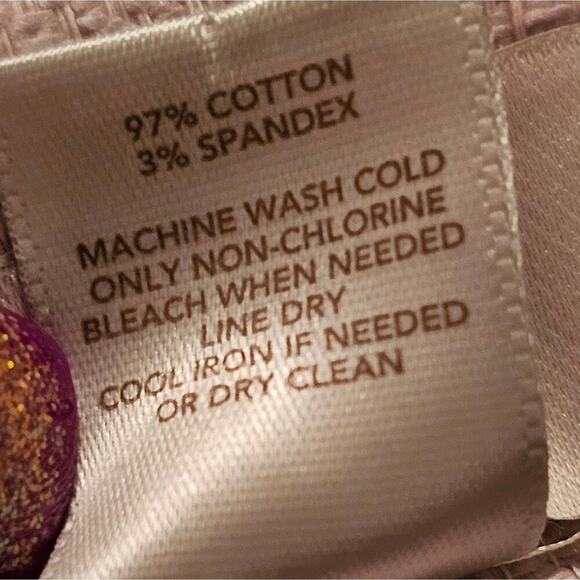 97% COTTON
3% SPANDEX
MACHINE WASH COLD
ONLY NON-CHLORINE
BLEACH WHEN NEEDED
LINE DRY
COOL IRON IF NEEDED
OR DRY CLEAN